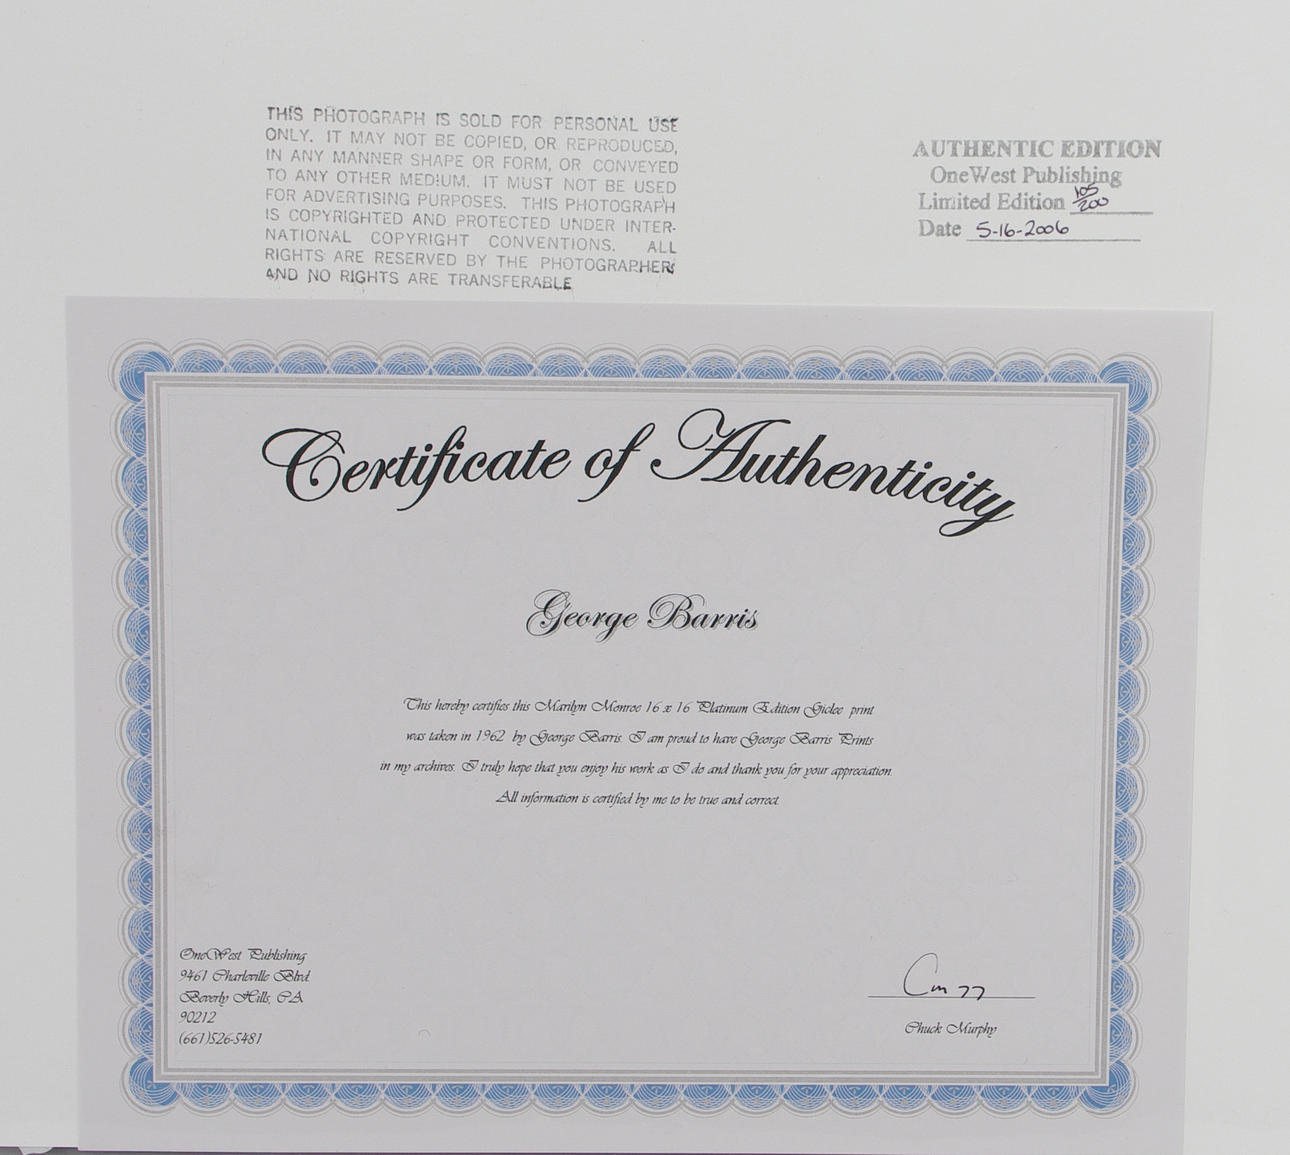 THIS PHOTOGRAPH IS SOLD FOR PERSONAL USE
ONLY. IT MAY NOT BE COPIED, OR REPRODUCED,
IN ANY MANNER SHAPE OR FORM, OR CONVEYED
TO ANY OTHER MEDIUM. IT MUST NOT BE USED
FOR ADVERTISING PURPOSES. THIS PHOTOGRAPH
IS COPYRIGHTED AND PROTECTED UNDER INTER-
NATIONAL COPYRIGHT CONVENTIONS. ALL
RIGHTS ARE RESERVED BY THE PHOTOGRAPHER
AND NO RIGHTS ARE TRANSFERABLE
AUTHENTIC EDITION
OneWest Publishing
Limited Edition 105/200
Date 5-16-2006
Certificate of Authenticity
George Barris
This hereby certifies this Marilyn Monroe 16 x 16 Platinum Edition Giclee print
was taken in 1962 by George Barris. I am proud to have George Barris Prints
in my archives. I truly hope that you enjoy his work as I do and thank you for your appreciation.
All information is certified by me to be true and correct.
OneWest Publishing
9461 Charleville Blvd.
Beverly Hills, CA
90212
(661)526-5481
Chuck Murphy